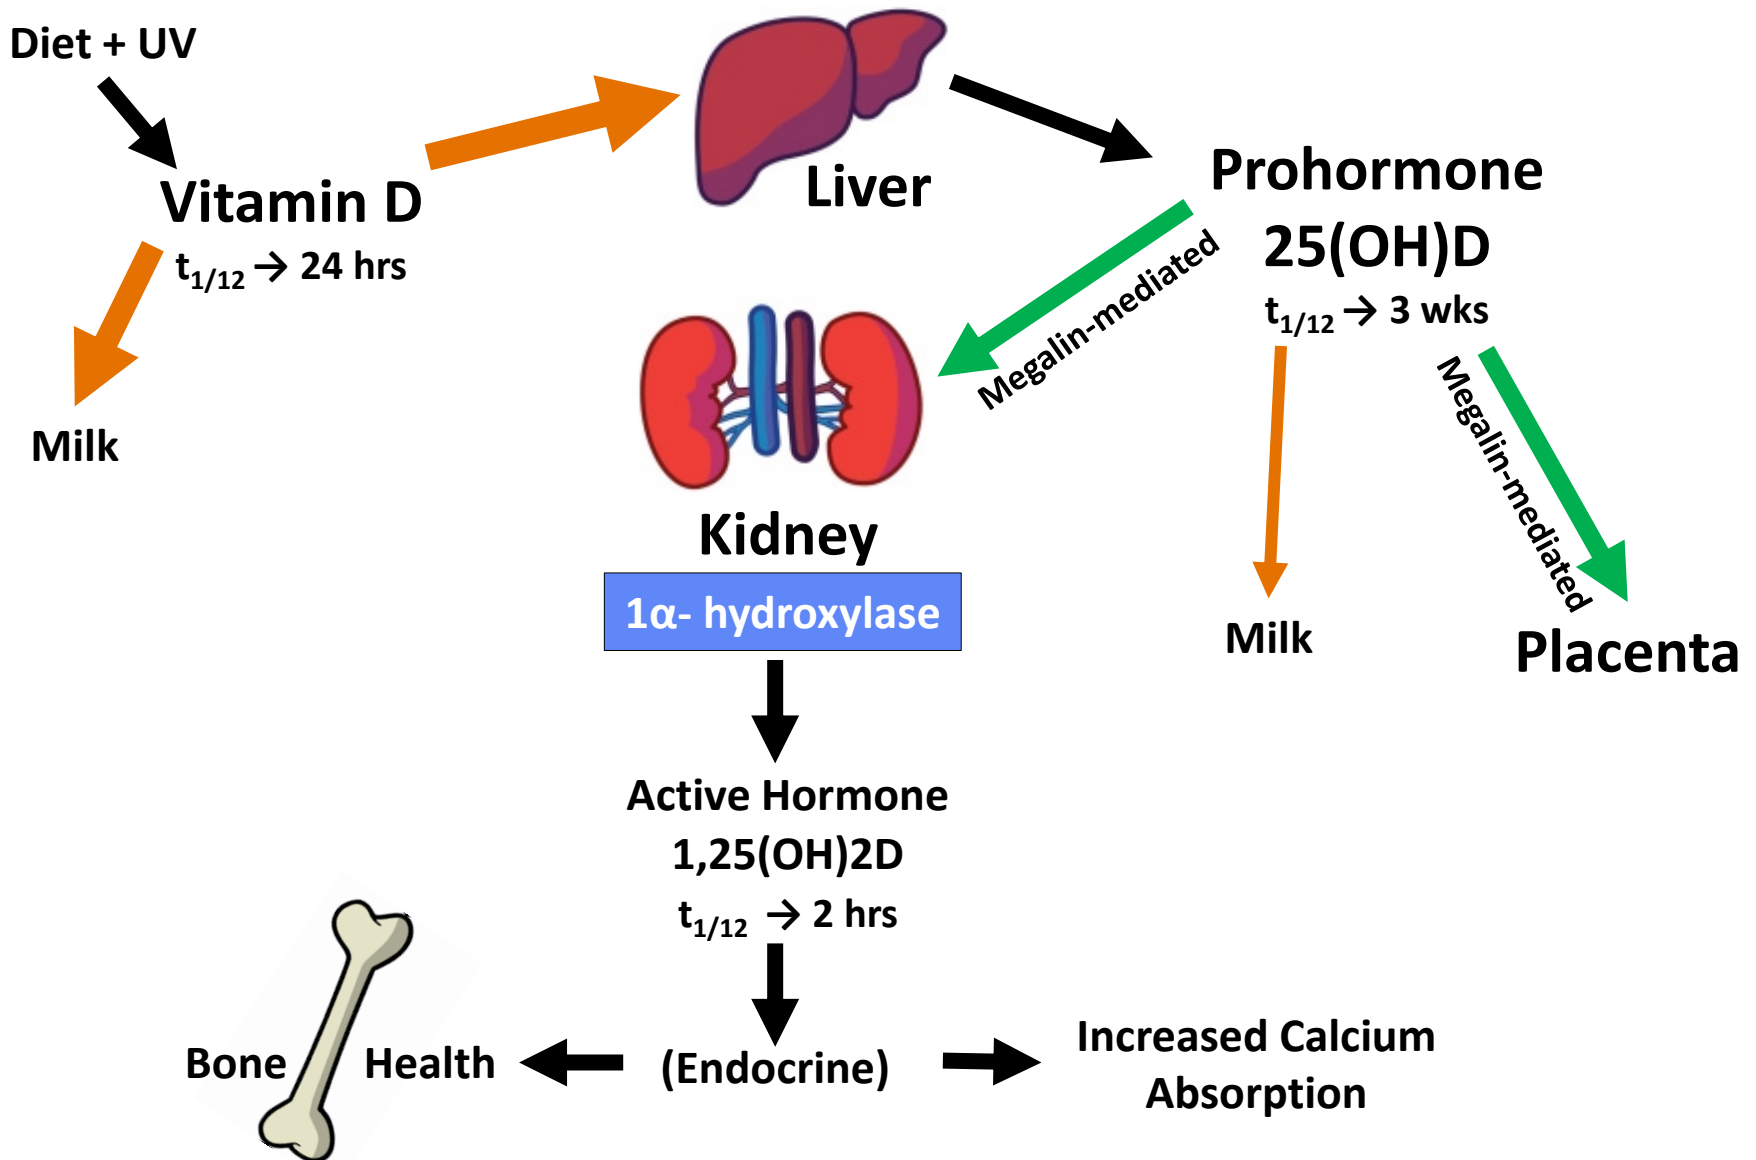 Diet + UV
Vitamin D
t1/12 → 24 hrs
Milk
Liver
Prohormone
25(OH)D
t1/12 → 3 wks
Megalin-mediated
Megalin-mediated
Milk
Placenta
Kidney
1α- hydroxylase
Active Hormone
1,25(OH)2D
t1/12 → 2 hrs
(Endocrine)
Bone Health
Increased Calcium
Absorption